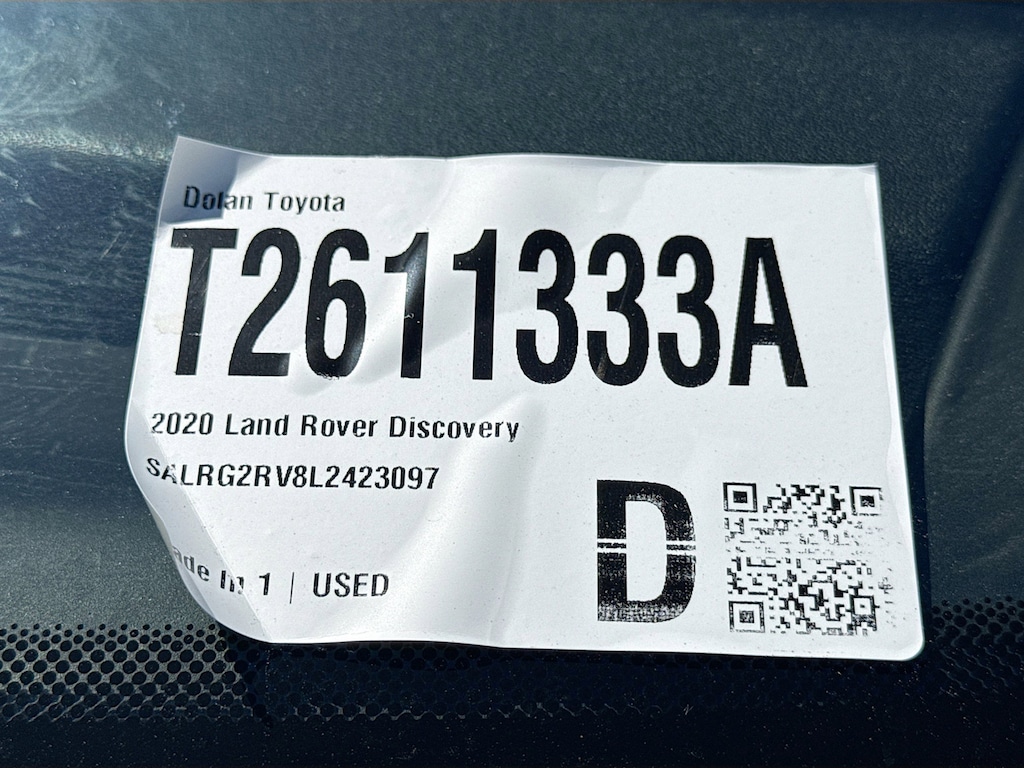 Dolan Toyota
T2611333A
2020 Land Rover Discovery
SALRG2RV8L2423097
ade In 1 | USED
D